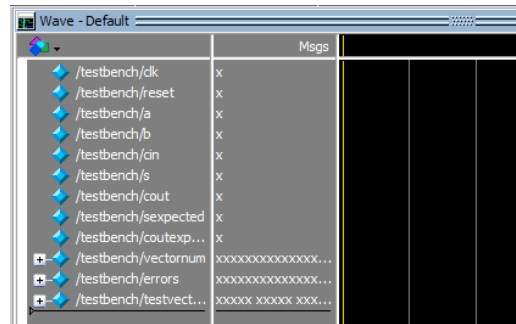 Wave - Default
Msgs
/testbench/clk x
/testbench/reset x
/testbench/a x
/testbench/b x
/testbench/cin x
/testbench/s x
/testbench/cout x
/testbench/sexpected x
/testbench/coutexp... x
/testbench/vectornum xxxxxxxxxxxxxx...
/testbench/errors xxxxxxxxxxxxxx...
/testbench/testvect... xxxxx xxxxx xxx...